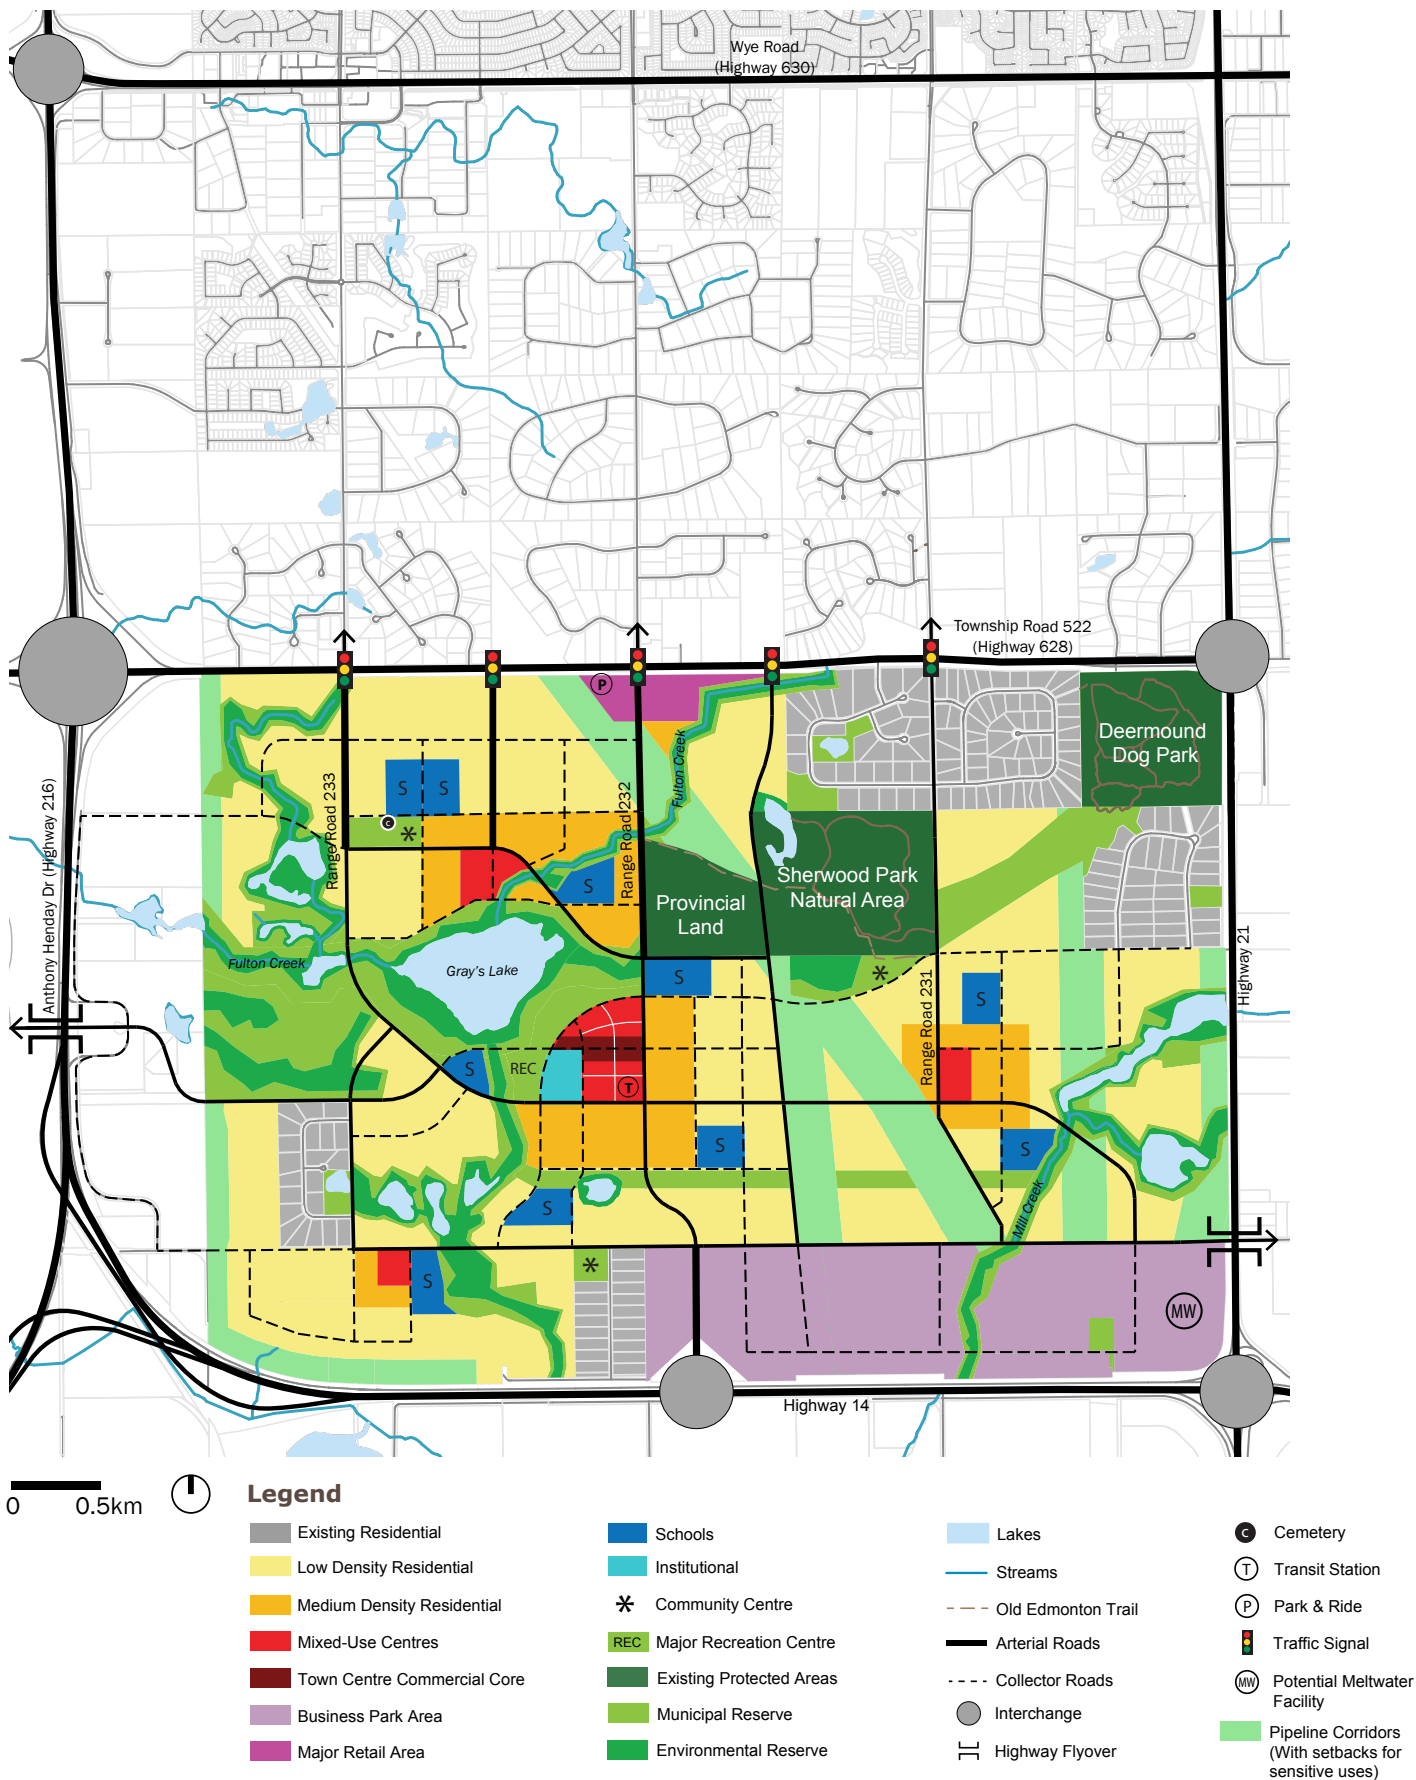 Wye Road
(Highway 630)
Township Road 522
(Highway 628)
P
Deermound
Dog Park
Fulton Creek
Range Road 233
S
S
Range Road 232
C
*
Anthony Henday Dr (Highway 2163)
S
Sherwood Park
Natural Area
Provincial
Land
Fulton Creek
Gray's Lake
S
*
Highway 21
S
Range Road 231
S
REC
T
S
S
Mill Creek
S
*
S
MW
Highway 14
0
0.5km
Legend
Existing Residential
Low Density Residential
Medium Density Residential
Mixed-Use Centres
Town Centre Commercial Core
Business Park Area
Major Retail Area
Schools
Institutional
* Community Centre
REC Major Recreation Centre
Existing Protected Areas
Municipal Reserve
Environmental Reserve
Lakes
Streams
Old Edmonton Trail
Arterial Roads
Collector Roads
Interchange
Highway Flyover
C Cemetery
T Transit Station
P Park & Ride
Traffic Signal
MW Potential Meltwater
Facility
Pipeline Corridors
(With setbacks for
sensitive uses)